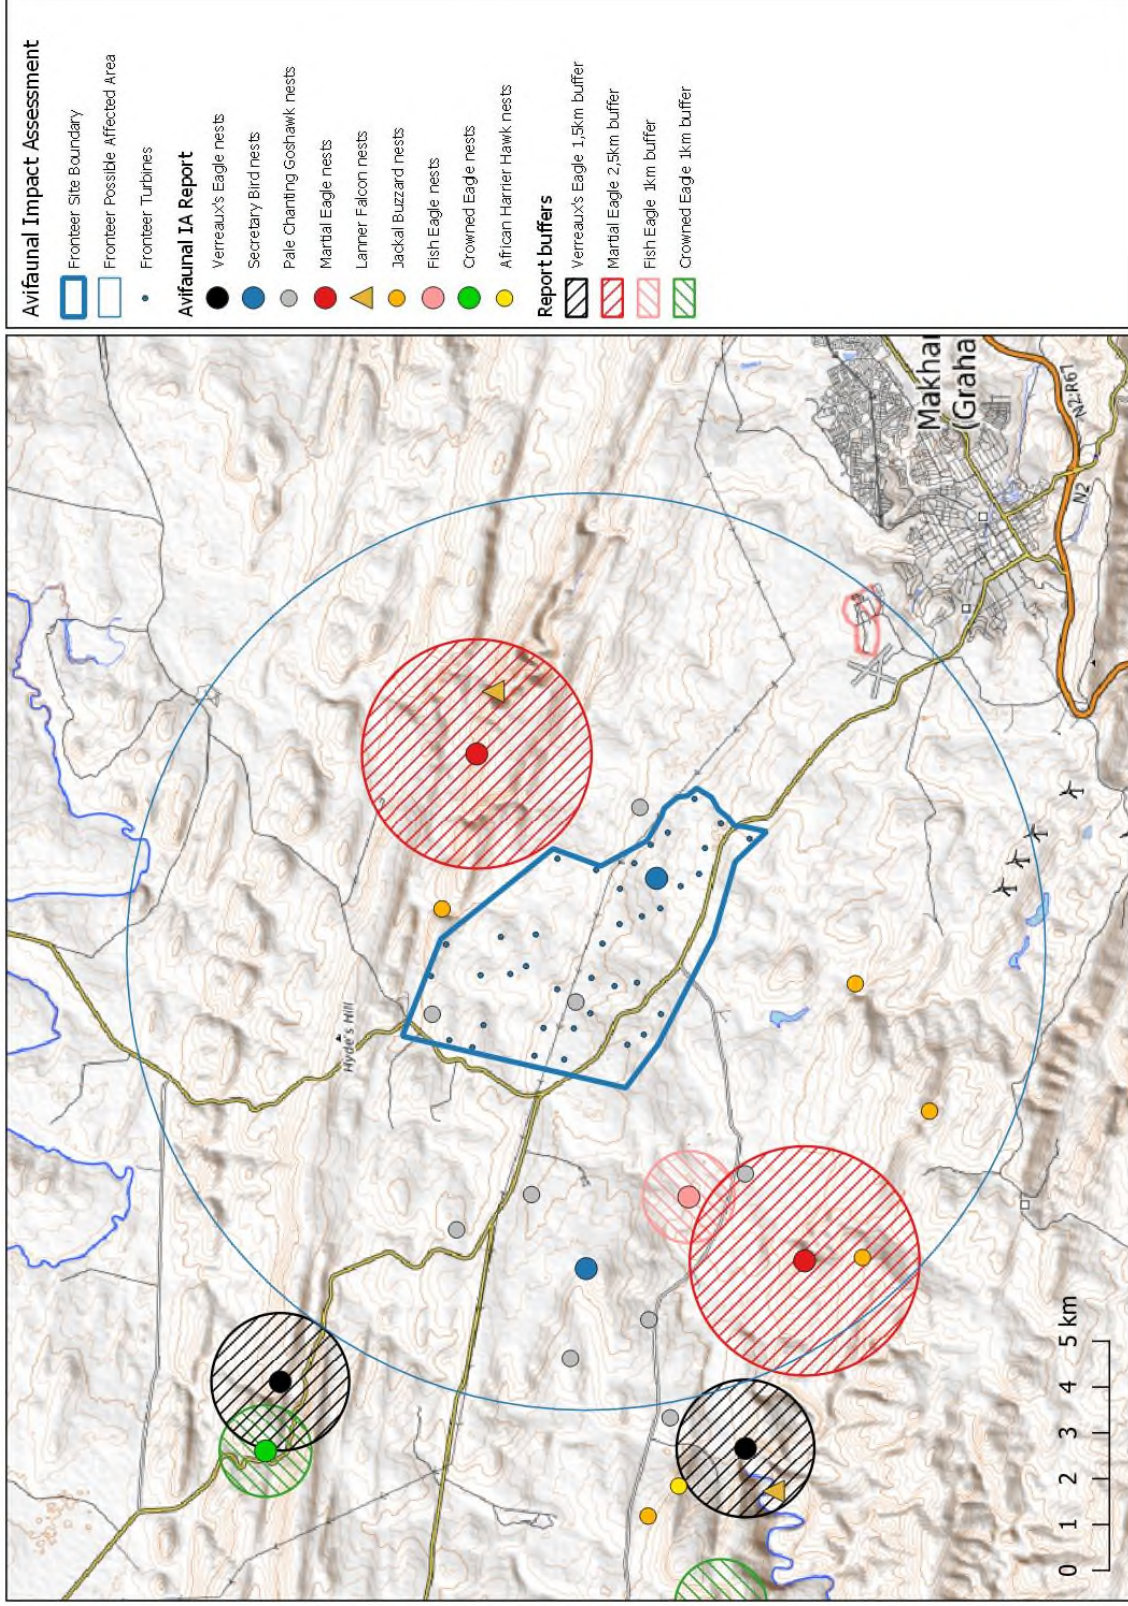 Avifaunal Impact Assessment
Fronteer Site Boundary
Fronteer Possible Affected Area
Fronteer Turbines
Avifaunal IA Report
Verreaux's Eagle nests
Secretary Bird nests
Pale Chanting Goshawk nests
Martial Eagle nests
Lanner Falcon nests
Jackal Buzzard nests
Fish Eagle nests
Crowned Eagle nests
African Harrier Hawk nests
Report buffers
Verreaux's Eagle 1,5km buffer
Martial Eagle 2,5km buffer
Fish Eagle 1km buffer
Crowned Eagle 1km buffer
Hyde's Hill
Makhan
(Graha
N2;R67
N2
0 1 2 3 4 5 km